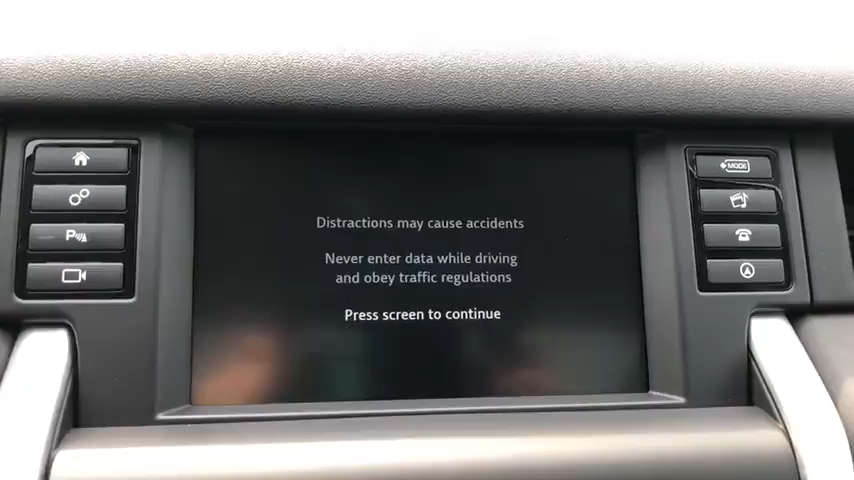 Distractions may cause accidents
Never enter data while driving
and obey traffic regulations
Press screen to continue
P
MODE